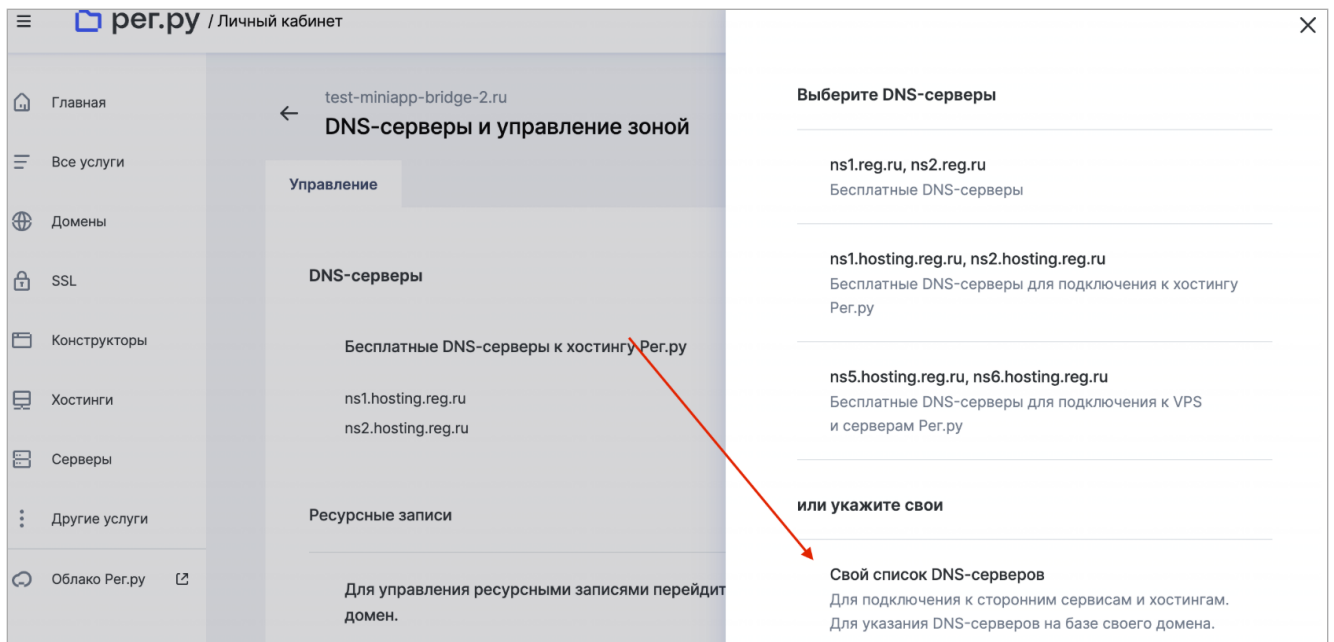 рег.ру / Личный кабинет
Главная
Все услуги
Домены
SSL
Конструкторы
Хостинги
Серверы
Другие услуги
Облако Рег.ру
test-miniapp-bridge-2.ru
DNS-серверы и управление зоной
Управление
DNS-серверы
Бесплатные DNS-серверы к хостингу Рег.ру
ns1.hosting.reg.ru
ns2.hosting.reg.ru
Ресурсные записи
Для управления ресурсными записями перейдит
домен.
Выберите DNS-серверы
ns1.reg.ru, ns2.reg.ru
Бесплатные DNS-серверы
ns1.hosting.reg.ru, ns2.hosting.reg.ru
Бесплатные DNS-серверы для подключения к хостингу
Рег.ру
ns5.hosting.reg.ru, ns6.hosting.reg.ru
Бесплатные DNS-серверы для подключения к VPS
и серверам Рег.ру
или укажите свои
Свой список DNS-серверов
Для подключения к сторонним сервисам и хостингам.
Для указания DNS-серверов на базе своего домена.